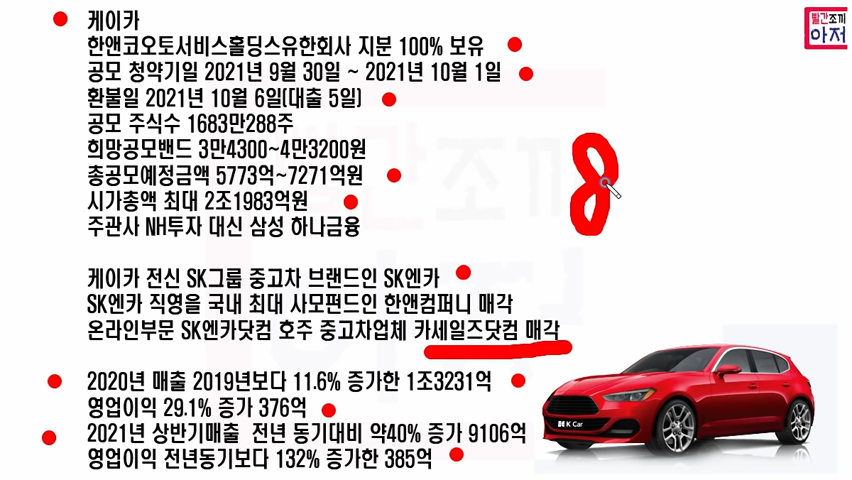 빨간조끼
아저
케이카
한앤코오토서비스홀딩스유한회사 지분 100% 보유
공모 청약기일 2021년 9월 30일 ~ 2021년 10월 1일
환불일 2021년 10월 6일(대출 5일)
공모 주식수 1683만288주
희망공모밴드 3만4300~4만3200원
총공모예정금액 5773억~7271억원
시가총액 최대 2조1983억원
주관사 NH투자 대신 삼성 하나금융
8
케이카 전신 SK그룹 중고차 브랜드인 SK엔카
SK엔카 직영을 국내 최대 사모펀드인 한앤컴퍼니 매각
온라인부문 SK엔카닷컴 호주 중고차업체 카세일즈닷컴 매각
2020년 매출 2019년보다 11.6% 증가한 1조3231억
영업이익 29.1% 증가 376억
2021년 상반기매출 전년 동기대비 약40% 증가 9106억
영업이익 전년동기보다 132% 증가한 385억
K Car